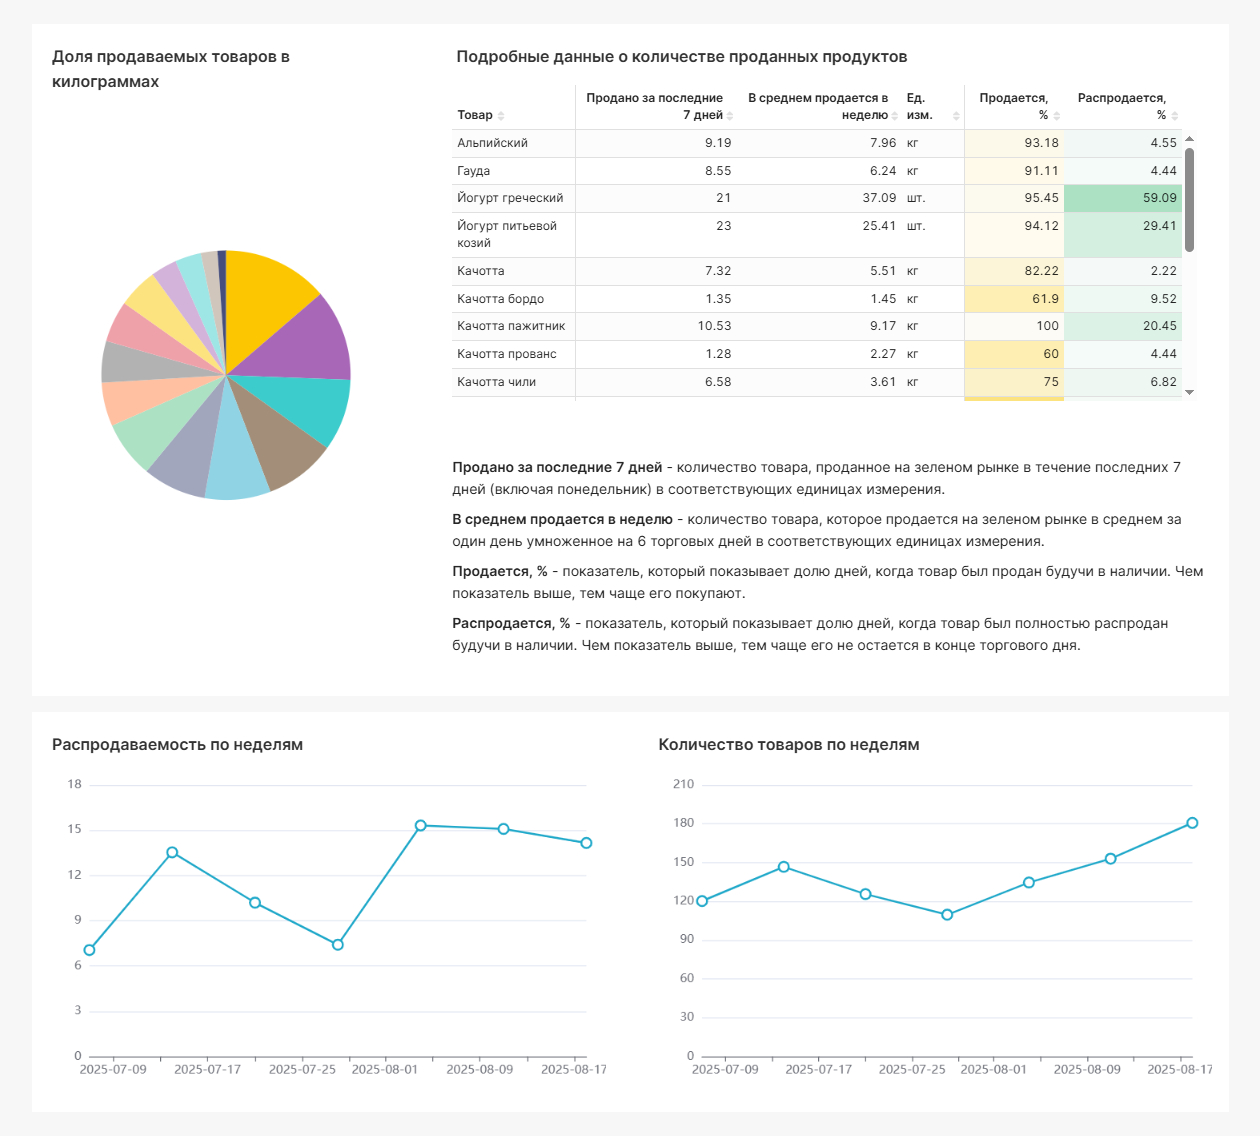 Доля продаваемых товаров в
килограммах
Подробные данные о количестве проданных продуктов
Товар
Продано за последние
7 дней
В среднем продается в
неделю
Ед.
изм.
Продается,
%
Распродается,
%
Альпийский 9.19 7.96 кг 93.18 4.55
Гауда 8.55 6.24 кг 91.11 4.44
Йогурт греческий 21 37.09 шт. 95.45 59.09
Йогурт питьевой 23 25.41 шт. 94.12 29.41
козий
Качотта 7.32 5.51 кг 82.22 2.22
Качотта бордо 1.35 1.45 кг 61.9 9.52
Качотта пажитник 10.53 9.17 кг 100 20.45
Качотта прованс 1.28 2.27 кг 60 4.44
Качотта чили 6.58 3.61 кг 75 6.82
Продано за последние 7 дней - количество товара, проданное на зеленом рынке в течение последних 7
дней (включая понедельник) в соответствующих единицах измерения.
В среднем продается в неделю - количество товара, которое продается на зеленом рынке в среднем за
один день умноженное на 6 торговых дней в соответствующих единицах измерения.
Продается, % - показатель, который показывает долю дней, когда товар был продан будучи в наличии. Чем
показатель выше, тем чаще его покупают.
Распродается, % - показатель, который показывает долю дней, когда товар был полностью распродан
будучи в наличии. Чем показатель выше, тем чаще его не остается в конце торгового дня.
Распродаваемость по неделям
18
15
12
9
6
3
0
2025-07-09 2025-07-17 2025-07-25 2025-08-01 2025-08-09 2025-08-17
Количество товаров по неделям
210
180
150
120
90
60
30
0
2025-07-09 2025-07-17 2025-07-25 2025-08-01 2025-08-09 2025-08-17